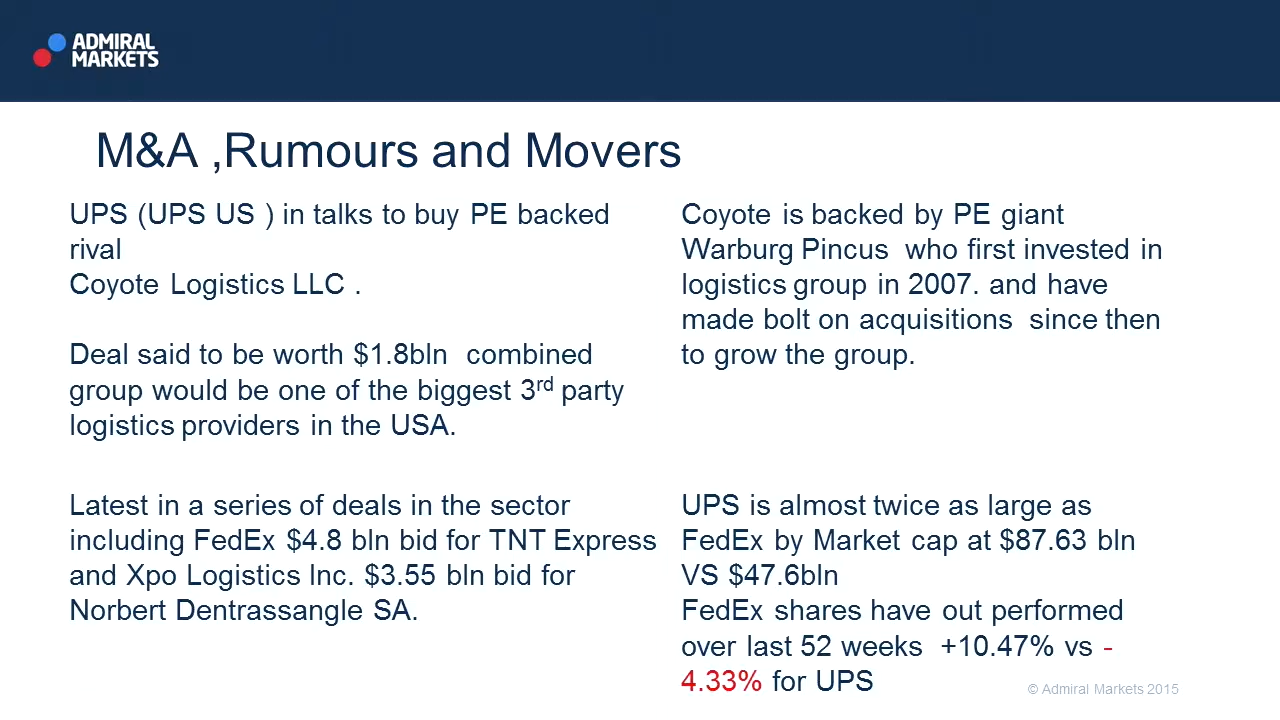 ADMIRAL
MARKETS
M&A ,Rumours and Movers
UPS (UPS US ) in talks to buy PE backed
rival
Coyote Logistics LLC .
Deal said to be worth $1.8bln combined
group would be one of the biggest 3rd party
logistics providers in the USA.
Latest in a series of deals in the sector
including FedEx $4.8 bln bid for TNT Express
and Xpo Logistics Inc. $3.55 bln bid for
Norbert Dentrassangle SA.
Coyote is backed by PE giant
Warburg Pincus who first invested in
logistics group in 2007. and have
made bolt on acquisitions since then
to grow the group.
UPS is almost twice as large as
FedEx by Market cap at $87.63 bln
VS $47.6bln
FedEx shares have out performed
over last 52 weeks +10.47% vs -
4.33% for UPS
© Admiral Markets 2015